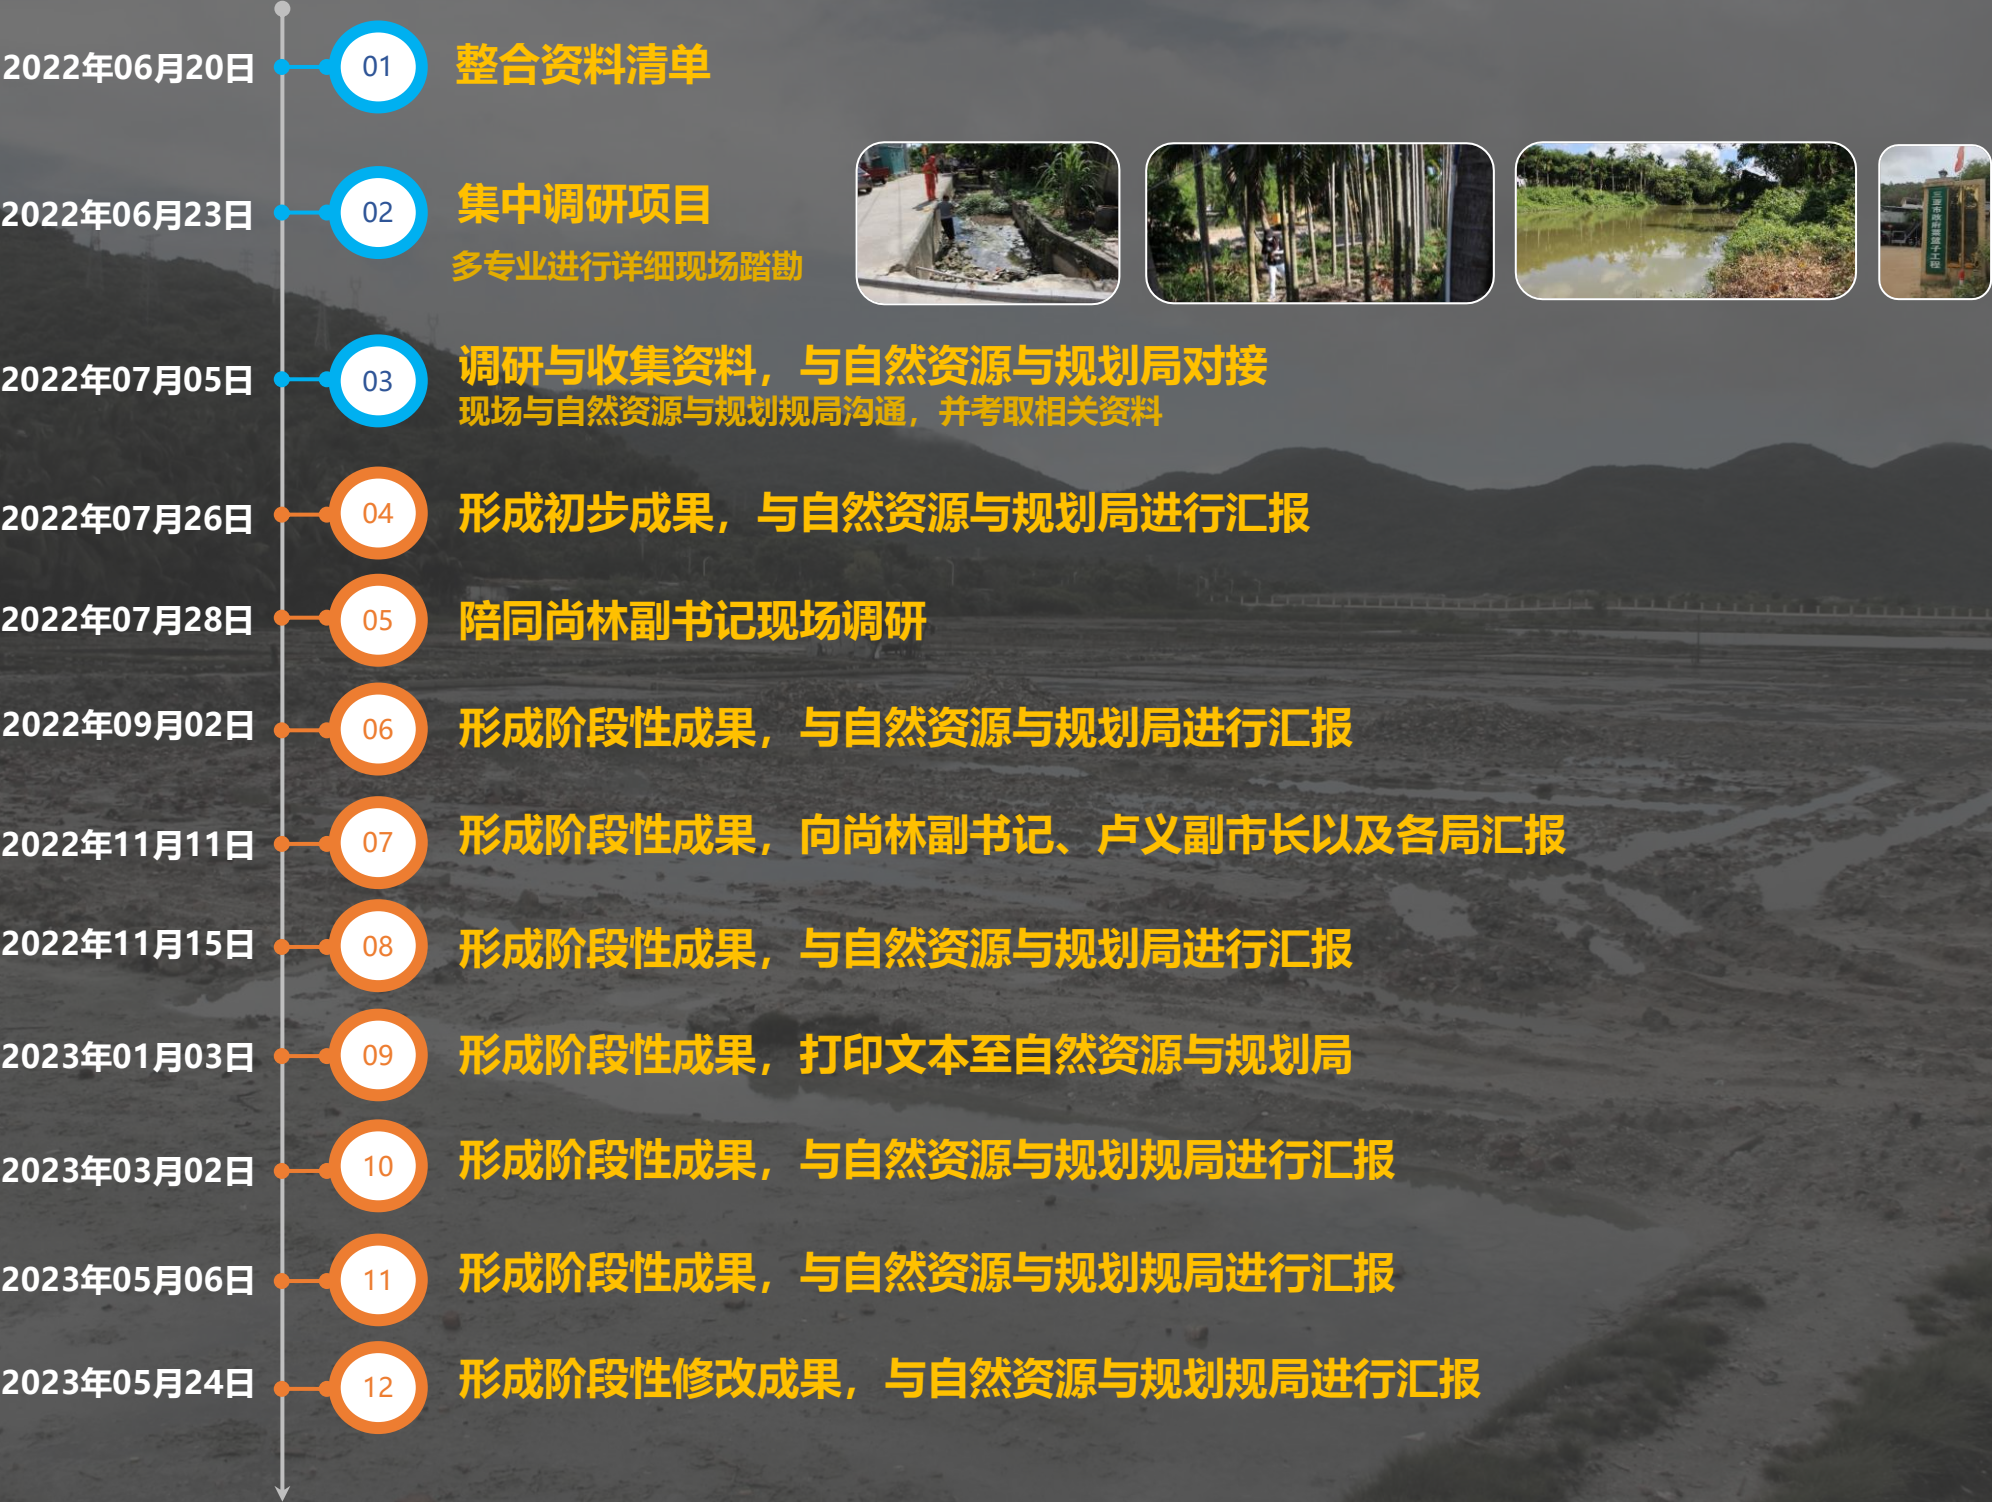 2022年06月20日
01
整合资料清单
2022年06月23日
02
集中调研项目
多专业进行详细现场踏勘
三亚市政府菜篮子工程
2022年07月05日
03
调研与收集资料，与自然资源与规划局对接
现场与自然资源与规划规局沟通，并考取相关资料
2022年07月26日
04
形成初步成果，与自然资源与规划局进行汇报
2022年07月28日
05
陪同尚林副书记现场调研
2022年09月02日
06
形成阶段性成果，与自然资源与规划局进行汇报
2022年11月11日
07
形成阶段性成果，向尚林副书记、卢义副市长以及各局汇报
2022年11月15日
08
形成阶段性成果，与自然资源与规划局进行汇报
2023年01月03日
09
形成阶段性成果，打印文本至自然资源与规划局
2023年03月02日
10
形成阶段性成果，与自然资源与规划规局进行汇报
2023年05月06日
11
形成阶段性成果，与自然资源与规划规局进行汇报
2023年05月24日
12
形成阶段性修改成果，与自然资源与规划规局进行汇报